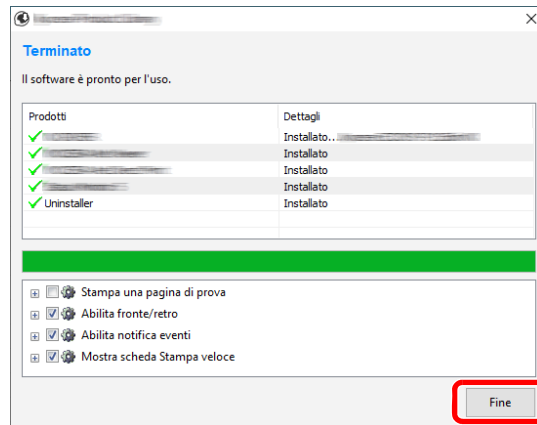 Terminato
Il software è pronto per l'uso.
Prodotti Dettagli
Installato..
Installato
Installato
Installato
Uninstaller Installato
Stampa una pagina di prova
Abilita fronte/retro
Abilita notifica eventi
Mostra scheda Stampa veloce
Fine